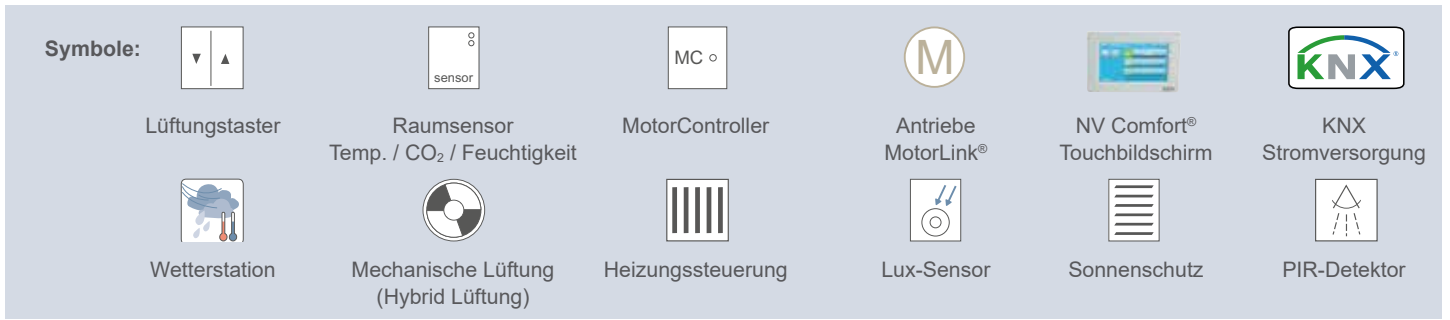 Symbole:
sensor
MC
M
KNX®
Lüftungstaster
Raumsensor
Temp. / CO₂ / Feuchtigkeit
MotorController
Antriebe
MotorLink®
NV Comfort®
Touchbildschirm
KNX
Stromversorgung
Wetterstation
Mechanische Lüftung
(Hybrid Lüftung)
Heizungssteuerung
Lux-Sensor
Sonnenschutz
PIR-Detektor